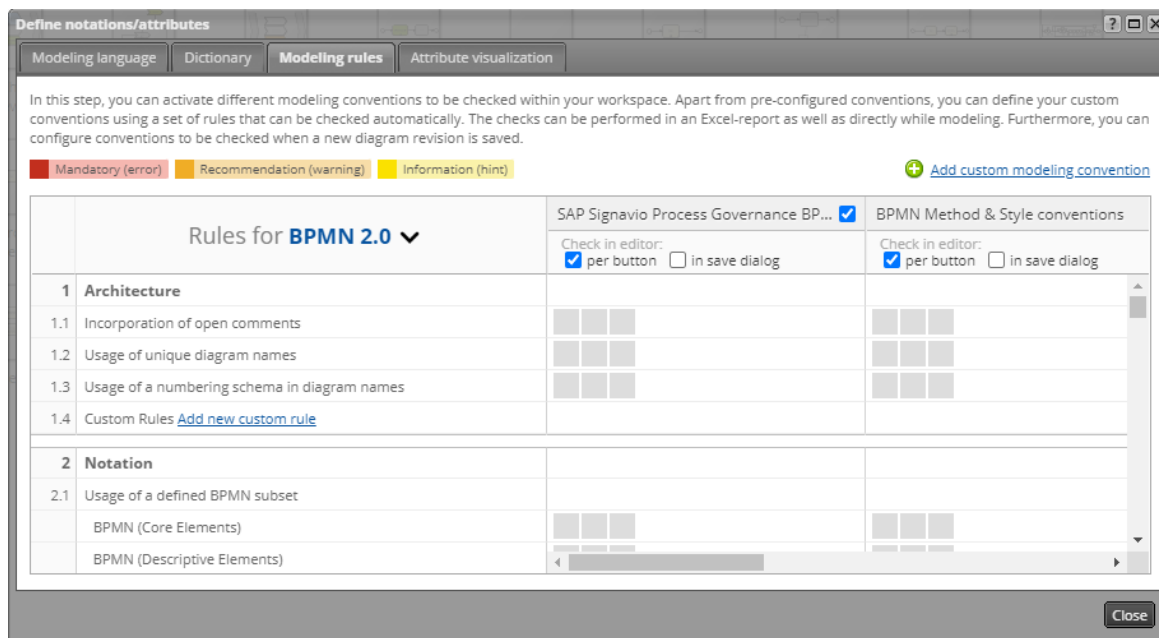 Define notations/attributes
?
Modeling language
Dictionary
Modeling rules
Attribute visualization
In this step, you can activate different modeling conventions to be checked within your workspace. Apart from pre-configured conventions, you can define your custom
conventions using a set of rules that can be checked automatically. The checks can be performed in an Excel-report as well as directly while modeling. Furthermore, you can
configure conventions to be checked when a new diagram revision is saved.
Mandatory (error)
Recommendation (warning)
Information (hint)
Add custom modeling convention
Rules for BPMN 2.0
SAP Signavio Process Governance BP...
BPMN Method & Style conventions
Check in editor:
per button
in save dialog
Check in editor:
per button
in save dialog
1 Architecture
1.1 Incorporation of open comments
1.2 Usage of unique diagram names
1.3 Usage of a numbering schema in diagram names
1.4 Custom Rules Add new custom rule
2 Notation
2.1 Usage of a defined BPMN subset
BPMN (Core Elements)
BPMN (Descriptive Elements)
Close